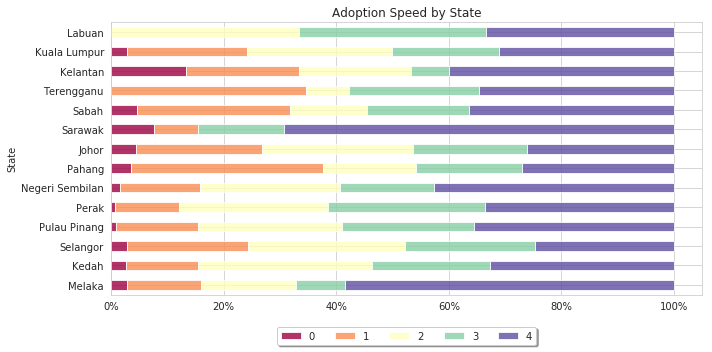 Adoption Speed by State
Labuan
Kuala Lumpur
Kelantan
Terengganu
Sabah
Sarawak
Johor
Pahang
Negeri Sembilan
Perak
Pulau Pinang
Selangor
Kedah
Melaka
State
0% 20% 40% 60% 80% 100%
0 1 2 3 4